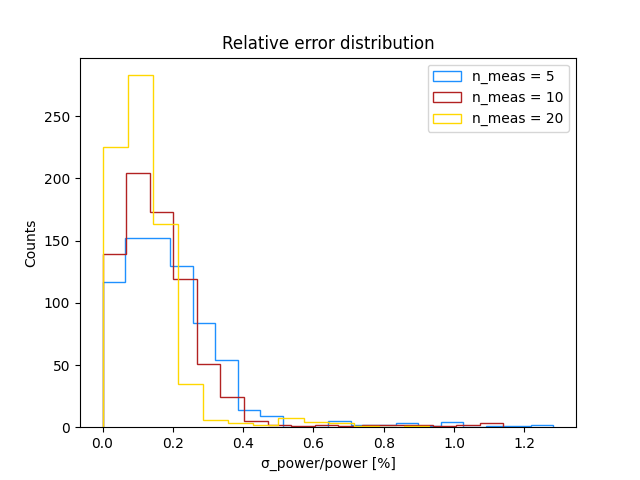 Relative error distribution
n_meas = 5
n_meas = 10
n_meas = 20
250
200
150
100
50
0
Counts
0.0 0.2 0.4 0.6 0.8 1.0 1.2
σ_power/power [%]